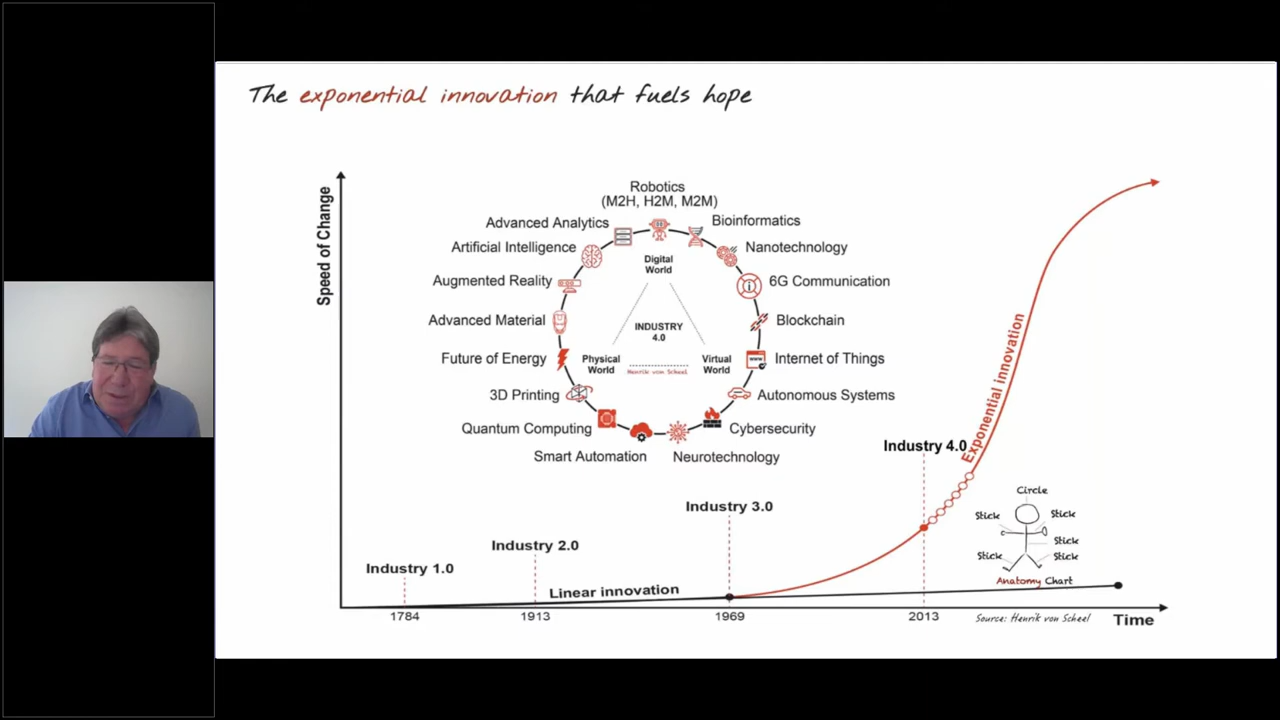 The exponential innovation that fuels hope
Speed of Change
Robotics
(M2H, H2M, M2M)
Advanced Analytics
Bioinformatics
Artificial Intelligence
Nanotechnology
Digital
World
Augmented Reality
6G Communication
Advanced Material
Blockchain
INDUSTRY
4.0
Future of Energy
Physical
World
Henrik von Scheel
Virtual
World
www
Internet of Things
3D Printing
Autonomous Systems
Quantum Computing
Cybersecurity
Smart Automation
Neurotechnology
Industry 4.0
Exponential innovation
Industry 3.0
Industry 2.0
Industry 1.0
Linear innovation
Circle
Stick
Stick
Stick
Stick
Stick
Anatomy Chart
1784
1913
1969
2013
Source: Henrik von Scheel
Time